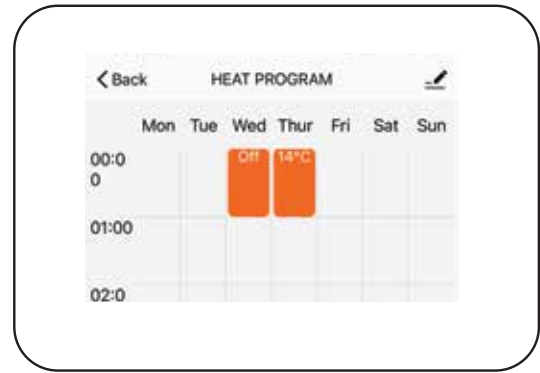 Back HEAT PROGRAM
Mon Tue Wed Thur Fri Sat Sun
00:0 Off 14°C
0
01:00
02:0